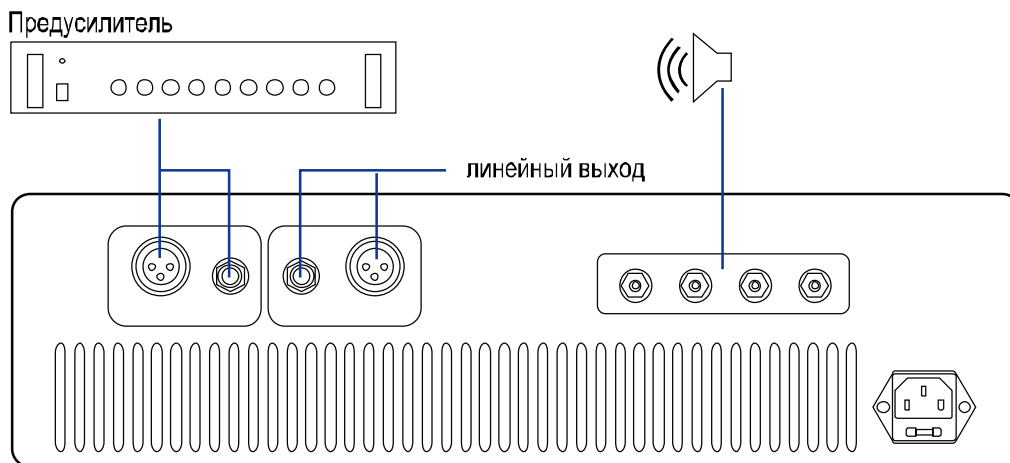 Предусилитель
линейный выход